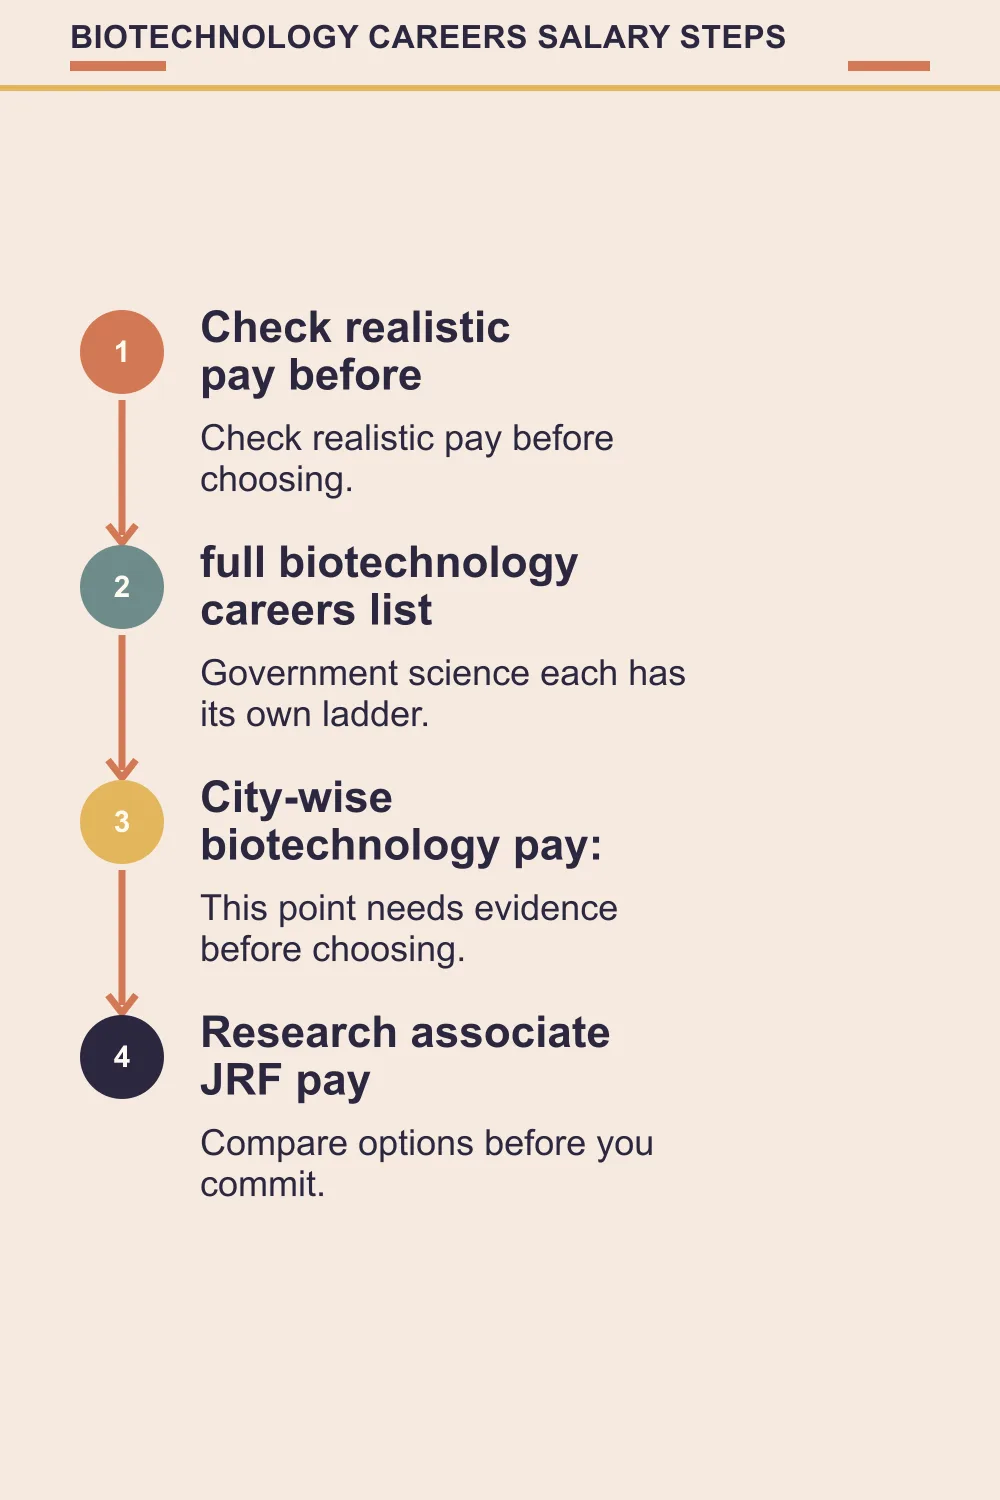 BIOTECHNOLOGY CAREERS SALARY STEPS
1
Check realistic
pay before
Check realistic pay before
choosing.
2
full biotechnology
careers list
Government science each has
its own ladder.
3
City-wise
biotechnology pay:
This point needs evidence
before choosing.
4
Research associate
JRF pay
Compare options before you
commit.